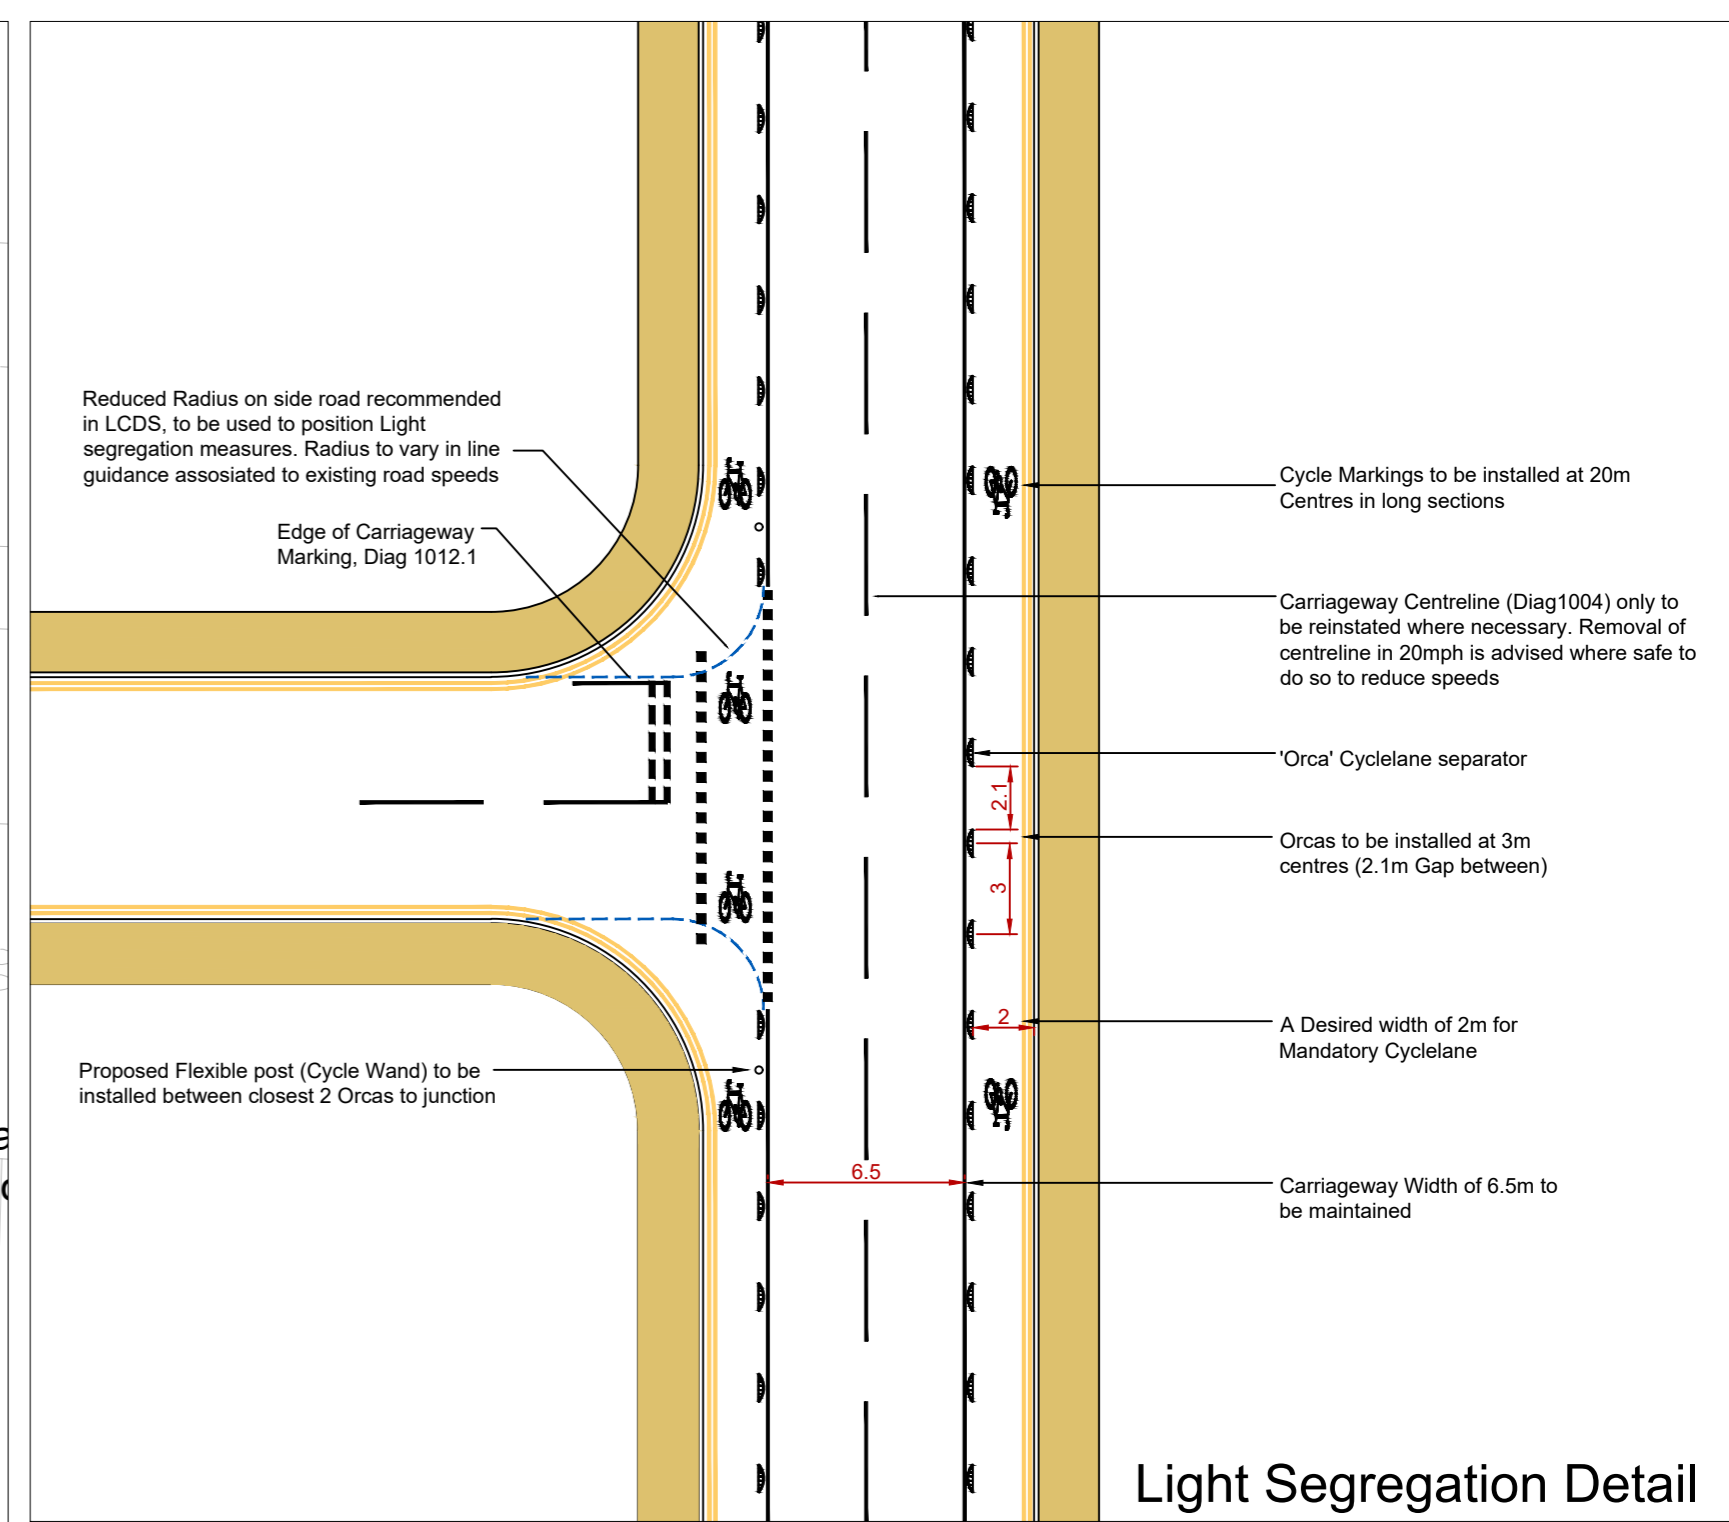 Reduced Radius on side road recommended
in LCDS, to be used to position Light
segregation measures. Radius to vary in line
guidance assosiated to existing road speeds
Edge of Carriageway
Marking, Diag 1012.1
Proposed Flexible post (Cycle Wand) to be
installed between closest 2 Orcas to junction
Cycle Markings to be installed at 20m
Centres in long sections
Carriageway Centreline (Diag1004) only to
be reinstated where necessary. Removal of
centreline in 20mph is advised where safe to
do so to reduce speeds
'Orca' Cyclelane separator
2.1
Orcas to be installed at 3m
centres (2.1m Gap between)
3
2
A Desired width of 2m for
Mandatory Cyclelane
6.5
Carriageway Width of 6.5m to
be maintained
Light Segregation Detail